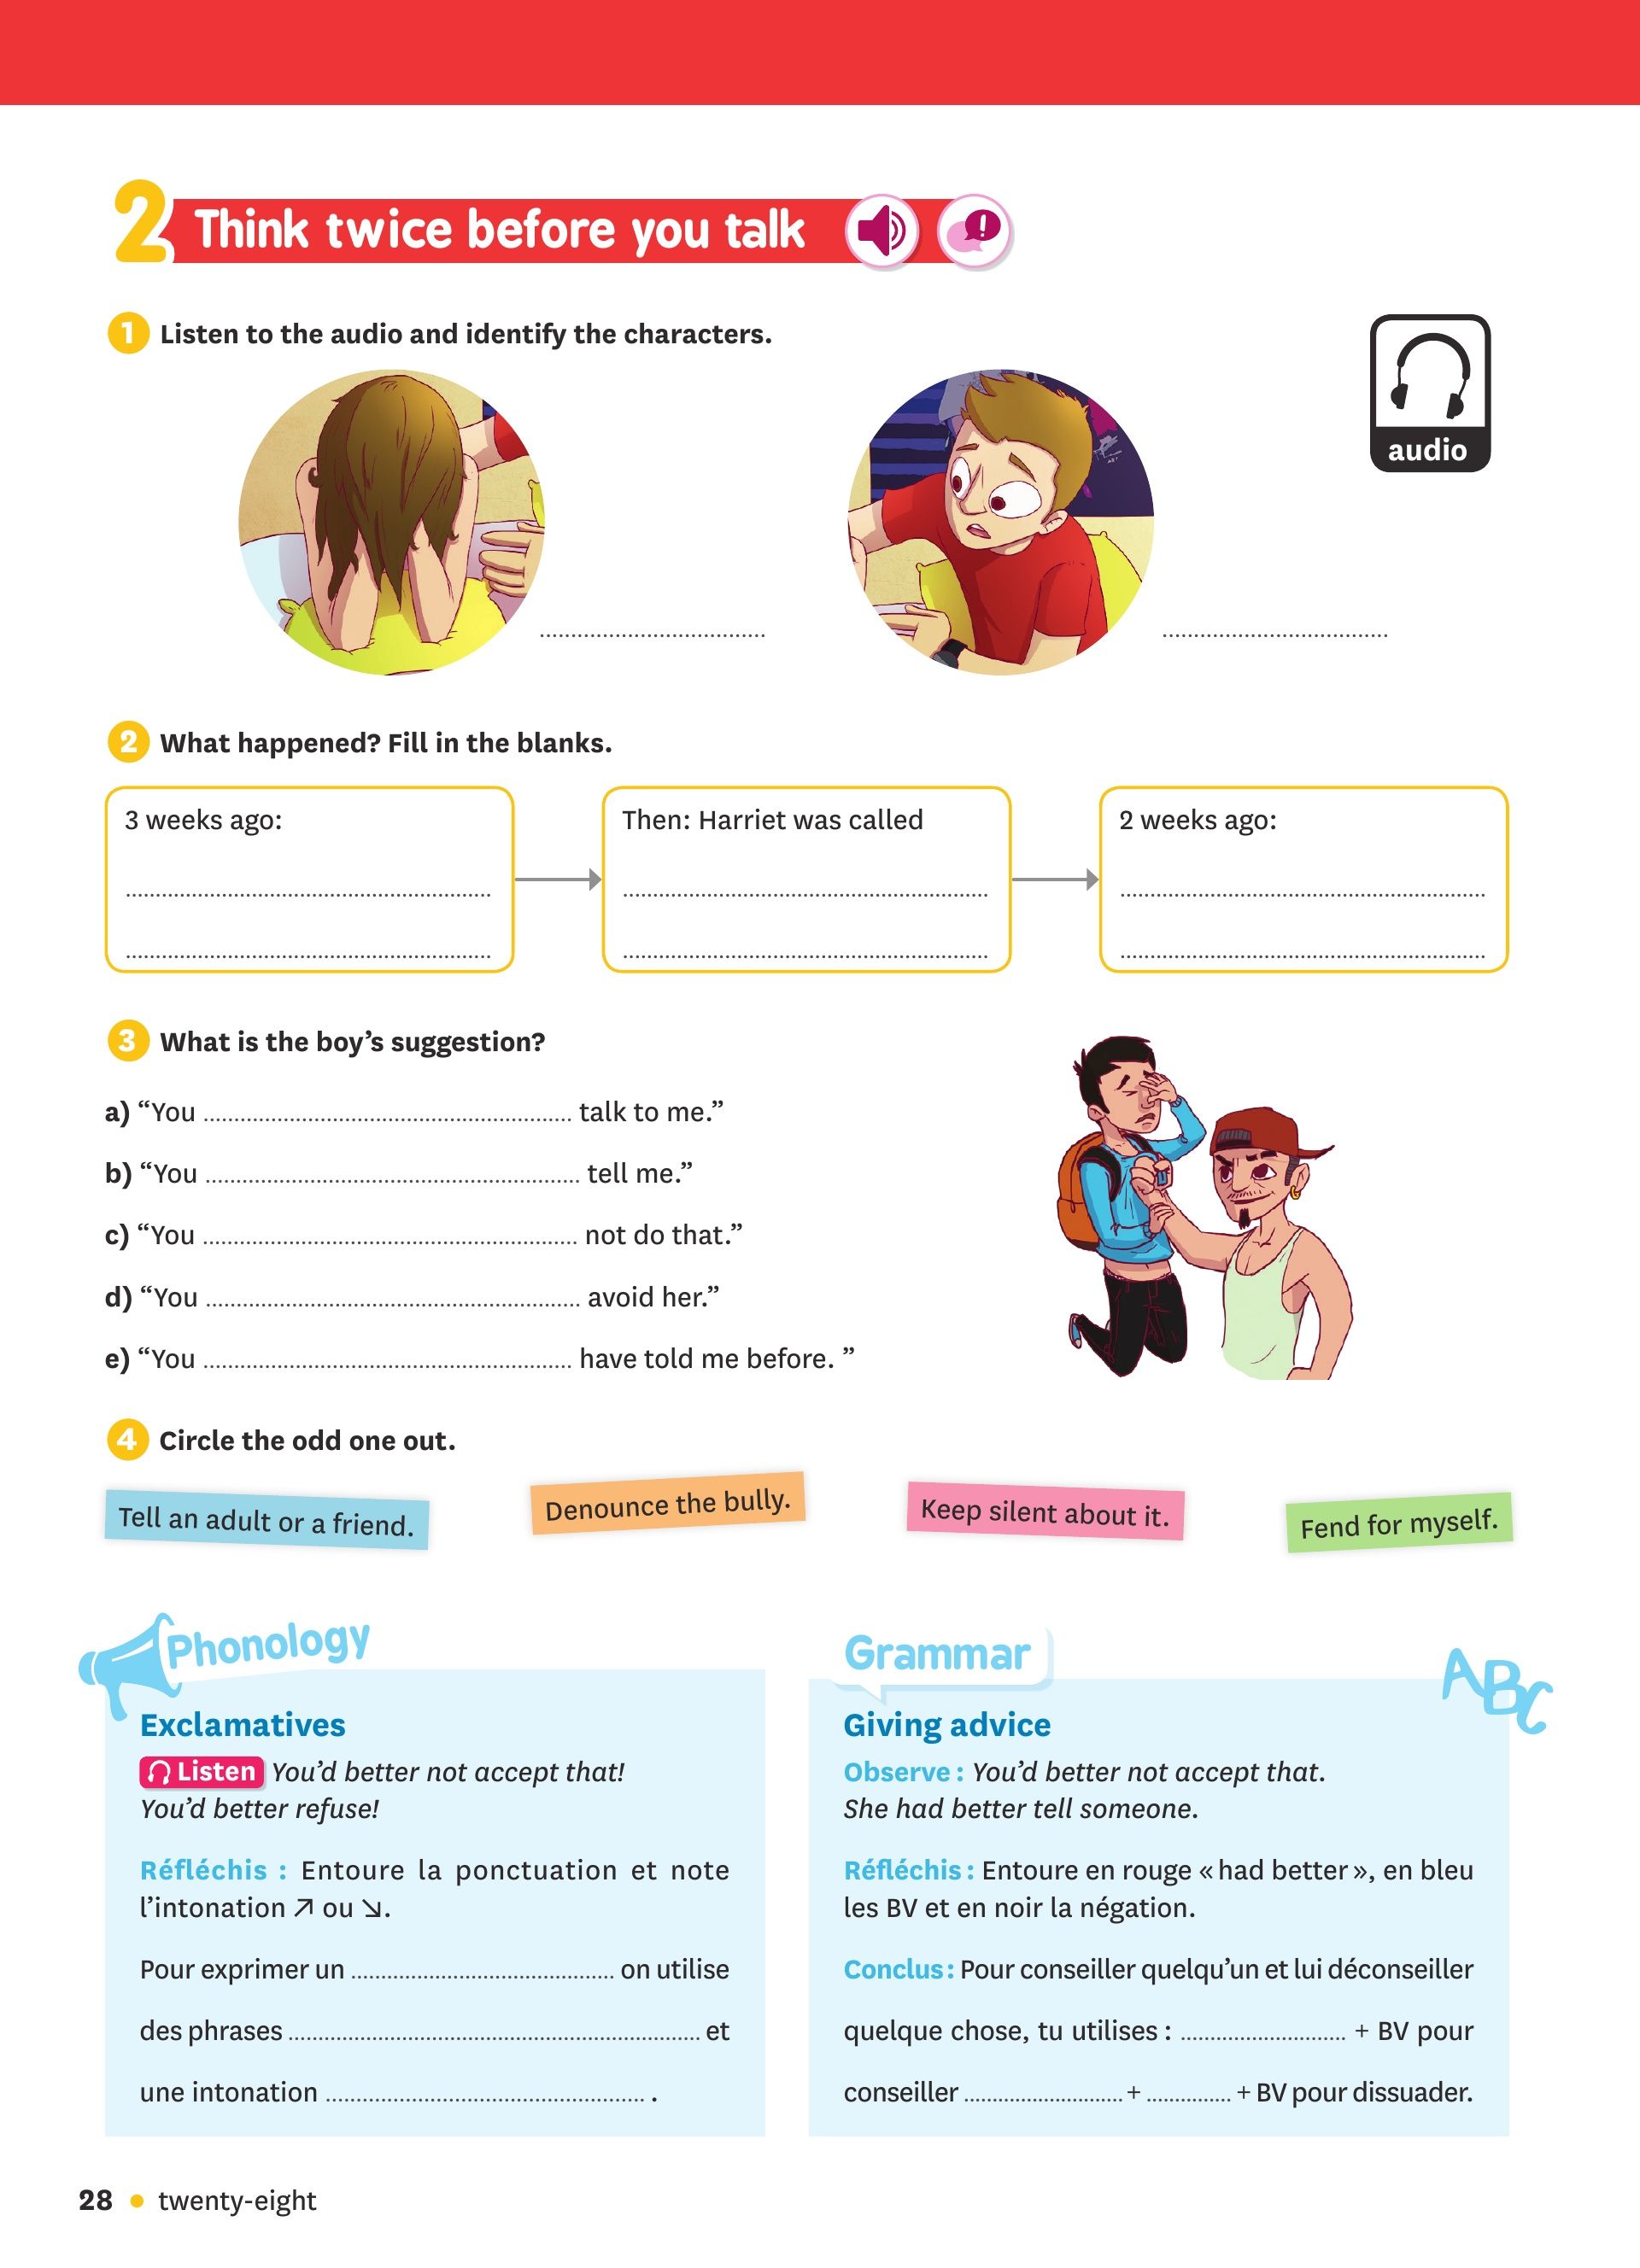 2 Think twice before you talk
1 Listen to the audio and identify the characters.
audio
..................................
..................................
2 What happened? Fill in the blanks.
3 weeks ago:
Then: Harriet was called
2 weeks ago:
3 What is the boy’s suggestion?
a) “You .............................................................. talk to me.”
b) “You ............................................................... tell me.”
c) “You ............................................................... not do that.”
d) “You ............................................................... avoid her.”
e) “You .............................................................. have told me before. ”
4 Circle the odd one out.
Tell an adult or a friend.
Denounce the bully.
Keep silent about it.
Fend for myself.
Phonology
Exclamatives
Listen You’d better not accept that!
You’d better refuse!
Réfléchis : Entoure la ponctuation et note
l’intonation ↗ ou ↘.
Pour exprimer un ............................................ on utilise
des phrases ..................................................................... et
une intonation ..................................................... .
Grammar
ABC
Giving advice
Observe : You’d better not accept that.
She had better tell someone.
Réfléchis : Entoure en rouge « had better », en bleu
les BV et en noir la négation.
Conclus : Pour conseiller quelqu’un et lui déconseiller
quelque chose, tu utilises : ............................ + BV pour
conseiller ........................... + .............. + BV pour dissuader.
28 • twenty-eight